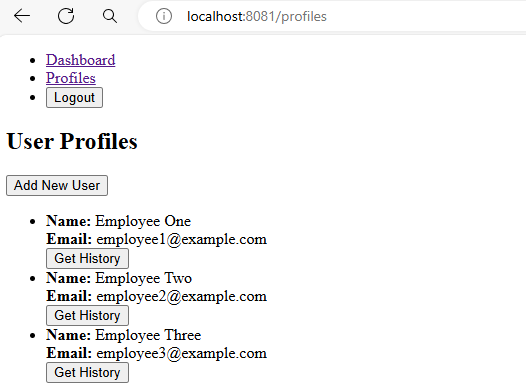 localhost:8081/profiles
Dashboard
Profiles
Logout
User Profiles
Add New User
Name: Employee One
Email: employee1@example.com
Get History
Name: Employee Two
Email: employee2@example.com
Get History
Name: Employee Three
Email: employee3@example.com
Get History